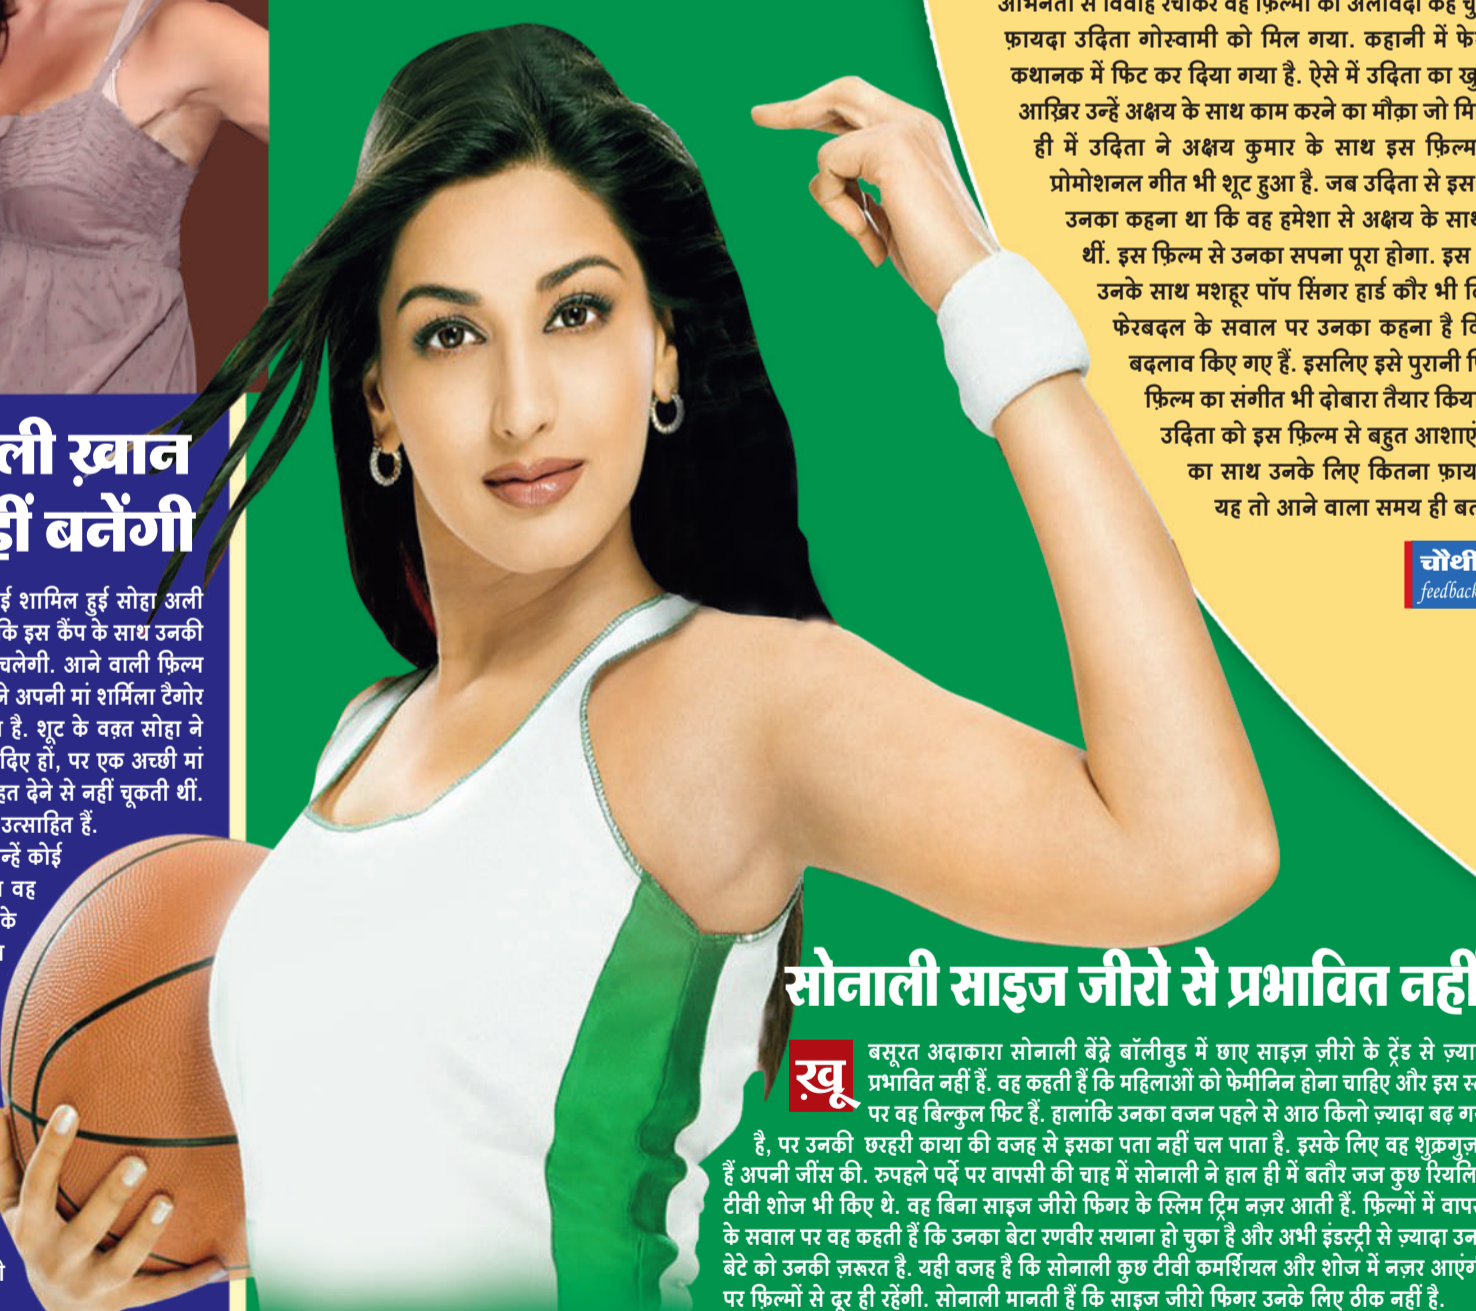 ली ख़ान
बनेंगी
शामिल हुई सोहा अली
कि इस कैंप के साथ उनकी
चलेगी. आने वाली फ़िल्म
ने अपनी मां शर्मिला टैगोर
है. शूट के वक़्त सोहा ने
दिए हों, पर एक अच्छी मां
देने से नहीं चूकती थीं.
उत्साहित हैं.
कोई
वह
के
से विवाह रचाकर वह फ़िल्मों को अलविदा कह
फ़ायदा उदिता गोस्वामी को मिल गया. कहानी में
कथानक में फिट कर दिया गया है. ऐसे में उदिता का
आख़िर उन्हें अक्षय के साथ काम करने का मौक़ा जो
ही में उदिता ने अक्षय कुमार के साथ इस फ़िल्म
प्रोमोशनल गीत भी शूट हुआ है. जब उदिता से इस
उनका कहना था कि वह हमेशा से अक्षय के साथ
थीं. इस फ़िल्म से उनका सपना पूरा होगा. इस
उनके साथ मशहूर पॉप सिंगर हार्ड कौर भी
फेरबदल के सवाल पर उनका कहना है
बदलाव किए गए हैं. इसलिए इसे पुरानी
फ़िल्म का संगीत भी दोबारा तैयार किया
उदिता को इस फ़िल्म से बहुत आशाएं
का साथ उनके लिए कितना
यह तो आने वाला समय ही
चौथी
feedback
सोनाली साइज जीरो से प्रभावित नहीं
ख़ूबसूरत अदाकारा सोनाली बेंद्रे बॉलीवुड में छाए साइज़ ज़ीरो के ट्रेंड से
प्रभावित नहीं हैं. वह कहती हैं कि महिलाओं को फेमीनिन होना चाहिए और इस
पर वह बिल्कुल फिट हैं. हालांकि उनका वजन पहले से आठ किलो ज़्यादा बढ़
है, पर उनकी छरहरी काया की वजह से इसका पता नहीं चल पाता है. इसके लिए वह
हैं अपनी जींस की. रुपहले पर्दे पर वापसी की चाह में सोनाली ने हाल ही में बतौर जज कुछ
टीवी शोज भी किए थे. वह बिना साइज जीरो फिगर के स्लिम ट्रिम नज़र आती हैं. फ़िल्मों में
के सवाल पर वह कहती हैं कि उनका बेटा रणवीर सयाना हो चुका है और अभी इंडस्ट्री से ज़्यादा
बेटे को उनकी ज़रूरत है. यही वजह है कि सोनाली कुछ टीवी कमर्शियल और शोज में नज़र
पर फ़िल्मों से दूर ही रहेंगी. सोनाली मानती हैं कि साइज जीरो फिगर उनके लिए ठीक नहीं है.